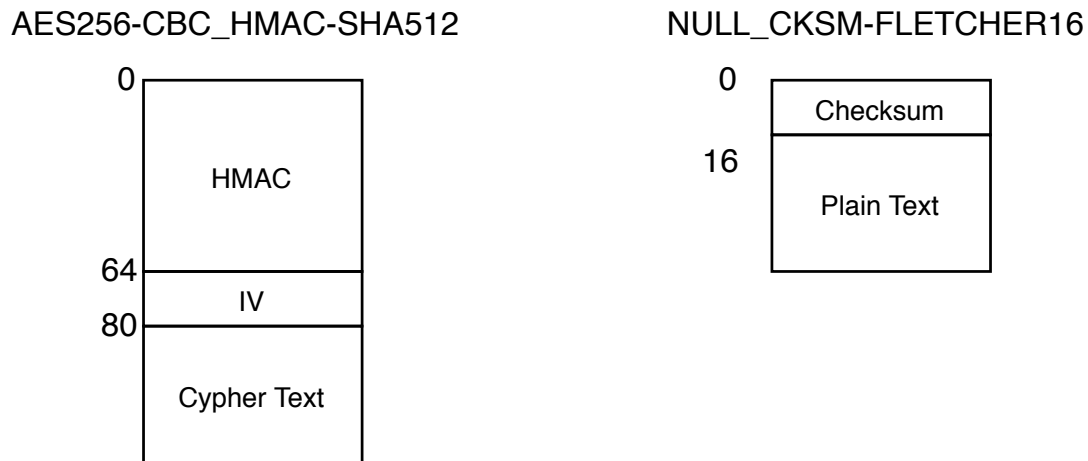 AES256-CBC_HMAC-SHA512
0
HMAC
64
IV
80
Cypher Text
NULL_CKSM-FLETCHER16
0
Checksum
16
Plain Text